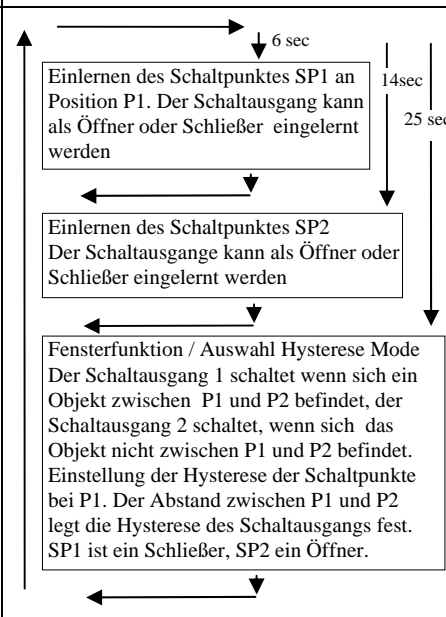 6 sec
Einlernen des Schaltpunktes SP1 an
Position P1. Der Schaltausgang kann
als Öffner oder Schließer eingelernt
werden
14sec
25 sec
Einlernen des Schaltpunktes SP2
Der Schaltausgange kann als Öffner oder
Schließer eingelernt werden
Fensterfunktion / Auswahl Hysterese Mode
Der Schaltausgang 1 schaltet wenn sich ein
Objekt zwischen P1 und P2 befindet, der
Schaltausgang 2 schaltet, wenn sich das
Objekt nicht zwischen P1 und P2 befindet.
Einstellung der Hysterese der Schaltpunkte
bei P1. Der Abstand zwischen P1 und P2
legt die Hysterese des Schaltausgangs fest.
SP1 ist ein Schließer, SP2 ein Öffner.